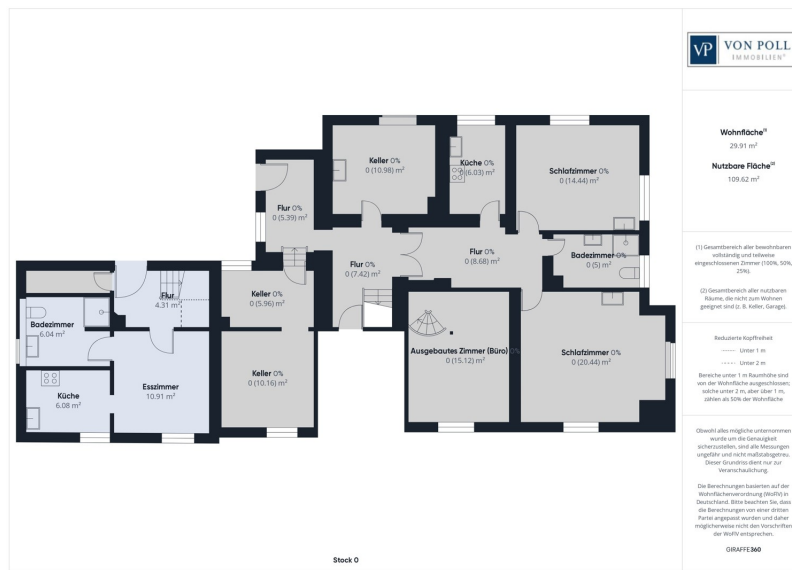 Keller 0%
0 (10.98) m²
Küche 0%
0 (6.03) m²
Schlafzimmer 0%
0 (14.44) m²
Flur 0%
0 (5.39) m²
Flur 0%
0 (7.42) m²
Flur 0%
0 (8.68) m²
Badezimmer 0%
0 (5) m²
Flur
4.31 m²
Keller 0%
0 (5.96) m²
Badezimmer
6.04 m²
Ausgebautes Zimmer (Büro) 0%
0 (15.12) m²
Schlafzimmer 0%
0 (20.44) m²
Keller 0%
0 (10.16) m²
Esszimmer
10.91 m²
Küche
6.08 m²
Stock 0
VP
VON POLL
IMMOBILIEN®
Wohnfläche(1)
29.91 m²
Nutzbare Fläche(2)
109.62 m²
(1) Gesamtbereich aller bewohnbaren
vollständig und teilweise
eingeschlossenen Zimmer (100%, 50%,
25%).
(2) Gesamtbereich aller nutzbaren
Räume, die nicht zum Wohnen
geeignet sind (z. B. Keller, Garage).
Reduzierte Kopffreiheit
Unter 1 m
Unter 2 m
Bereiche unter 1 m Raumhöhe sind
von der Wohnfläche ausgeschlossen;
solche unter 2 m, aber über 1 m,
zählen als 50% der Wohnfläche
Obwohl alles mögliche unternommen
wurde um die Genauigkeit
sicherzustellen, sind alle Messungen
ungefähr und nicht maßstabsgetreu.
Dieser Grundriss dient nur zur
Veranschaulichung.
Die Berechnungen basierten auf der
Wohnflächenverordnung (WoFlV) in
Deutschland. Bitte beachten Sie, dass
die Berechnungen von einer dritten
Partei angepasst wurden und daher
möglicherweise nicht den Vorschriften
der WoFlV entsprechen.
GIRAFFE360